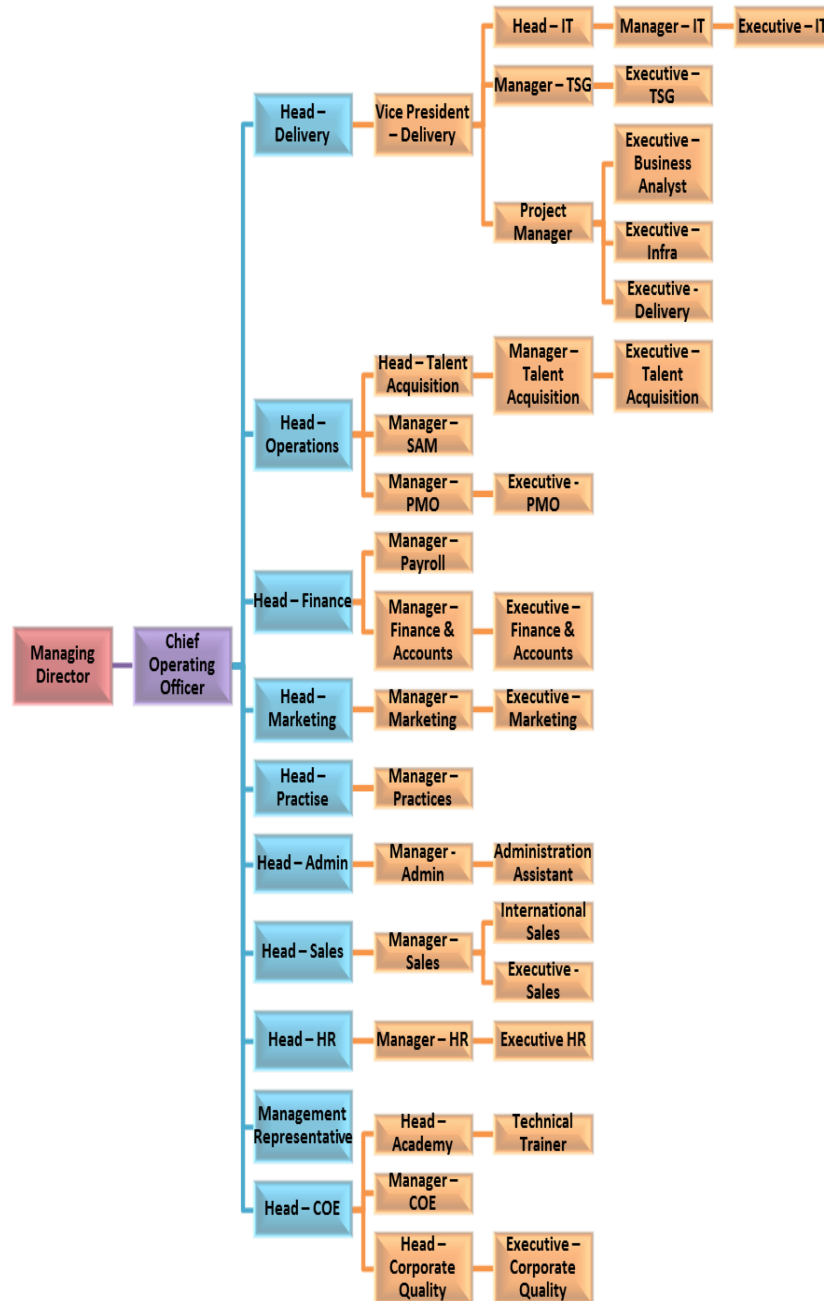 Head – IT
Manager – IT
Executive – IT
Manager – TSG
Executive –
TSG
Head –
Delivery
Vice President
– Delivery
Executive –
Business
Analyst
Project
Manager
Executive –
Infra
Executive -
Delivery
Head – Talent
Acquisition
Manager –
Talent
Acquisition
Executive –
Talent
Acquisition
Head –
Operations
Manager –
SAM
Manager –
PMO
Executive -
PMO
Manager –
Payroll
Head – Finance
Manager –
Finance &
Accounts
Executive –
Finance &
Accounts
Managing
Director
Chief
Operating
Officer
Head –
Marketing
Manager –
Marketing
Executive –
Marketing
Head –
Practise
Manager –
Practices
Head – Admin
Manager -
Admin
Administration
Assistant
International
Sales
Head – Sales
Manager –
Sales
Executive -
Sales
Head – HR
Manager – HR
Executive HR
Management
Representative
Head –
Academy
Technical
Trainer
Head – COE
Manager –
COE
Head –
Corporate
Quality
Executive –
Corporate
Quality